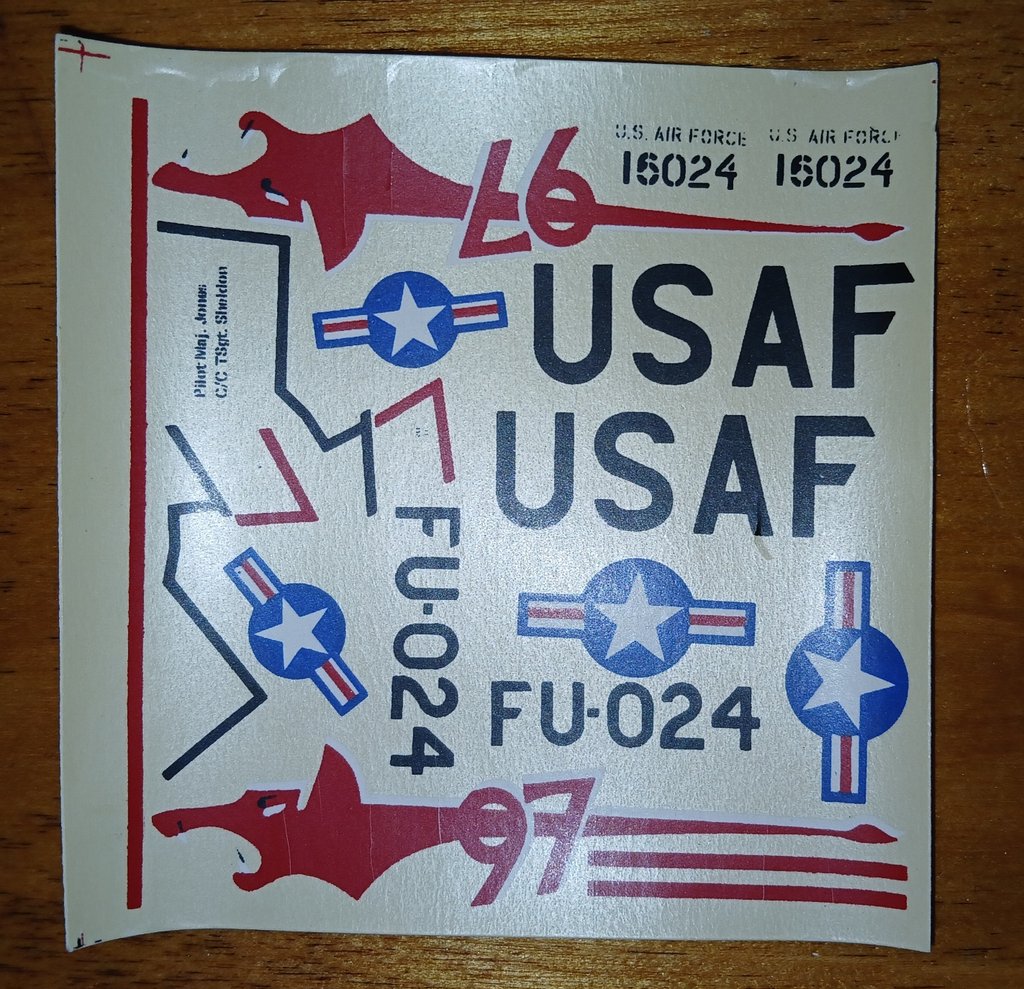 U.S. AIR FORCE
16024
U.S. AIR FORCE
16024
97
USAF
Pilot Maj. Jones
C/C TSgt. Sheldon
USAF
FU-024
FU-024
97